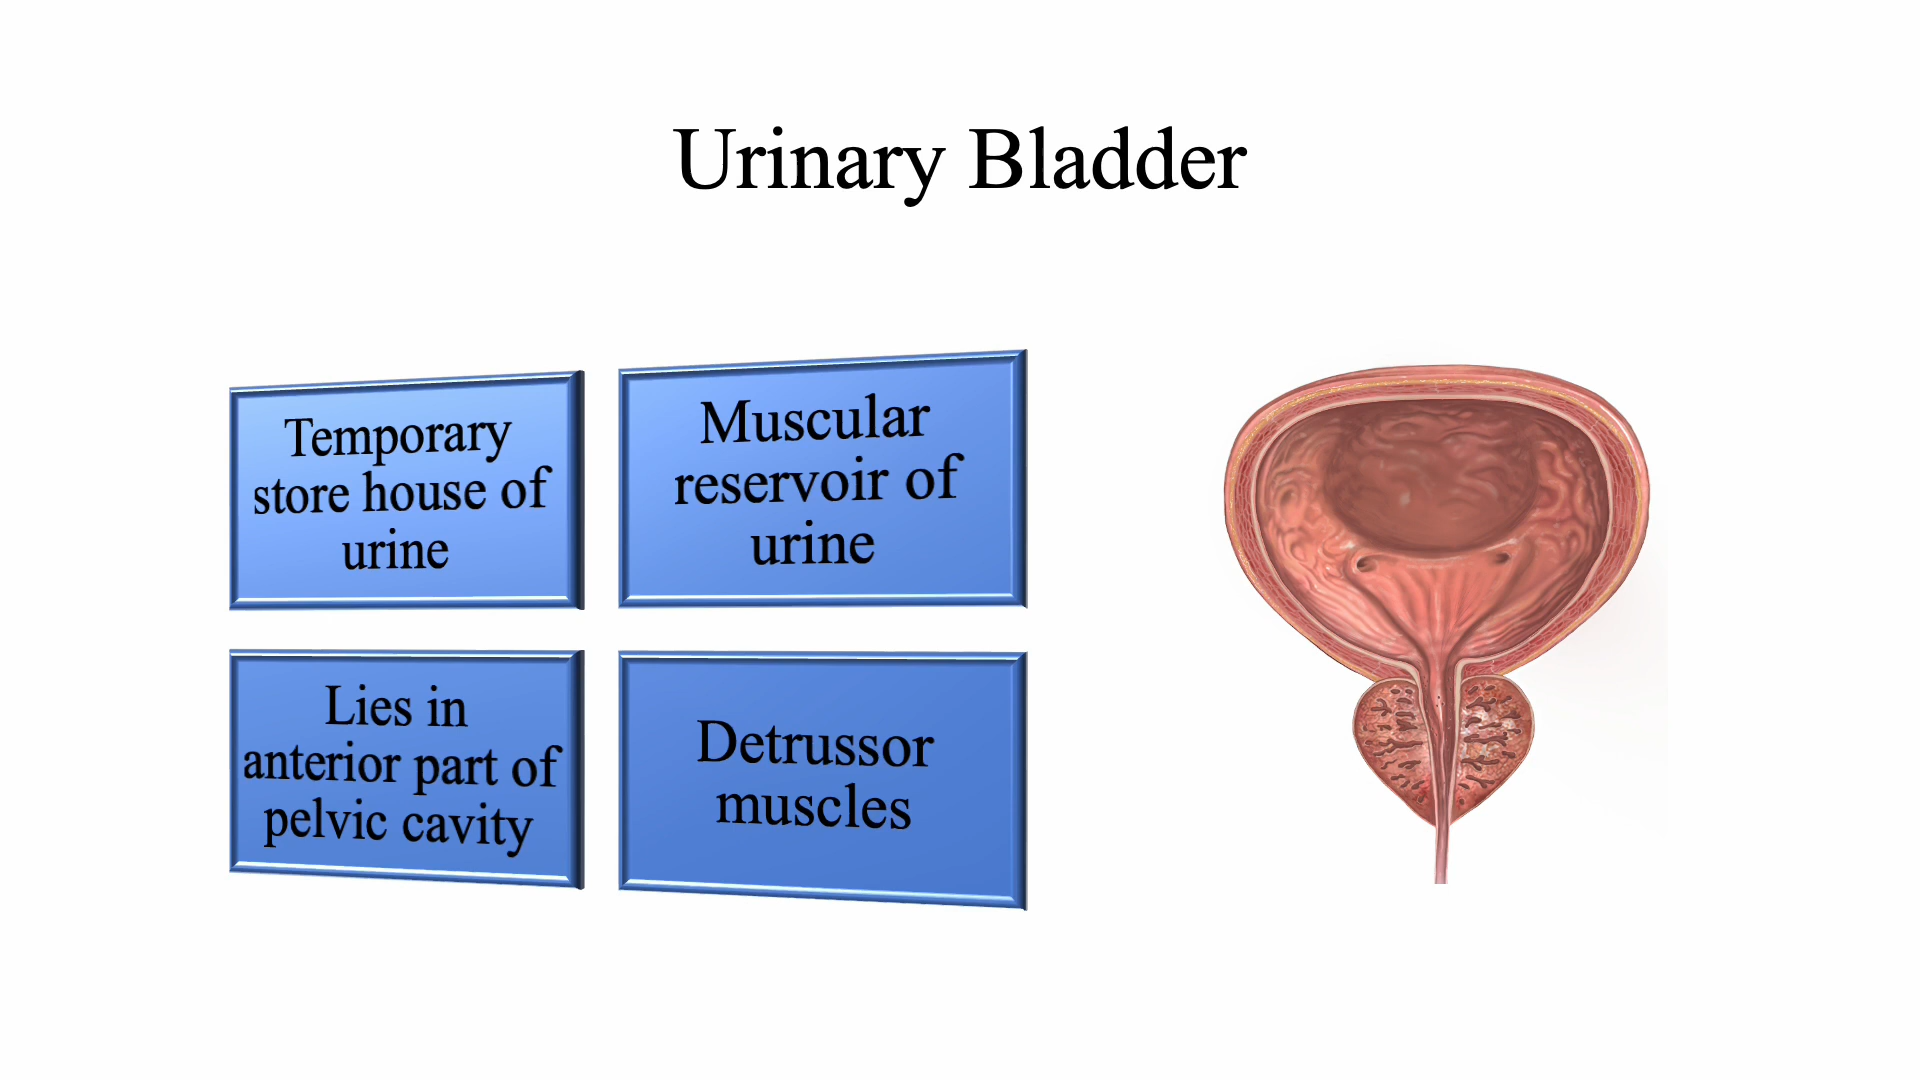 Urinary Bladder
Temporary
store house of
urine
Muscular
reservoir of
urine
Lies in
anterior part of
pelvic cavity
Detrussor
muscles